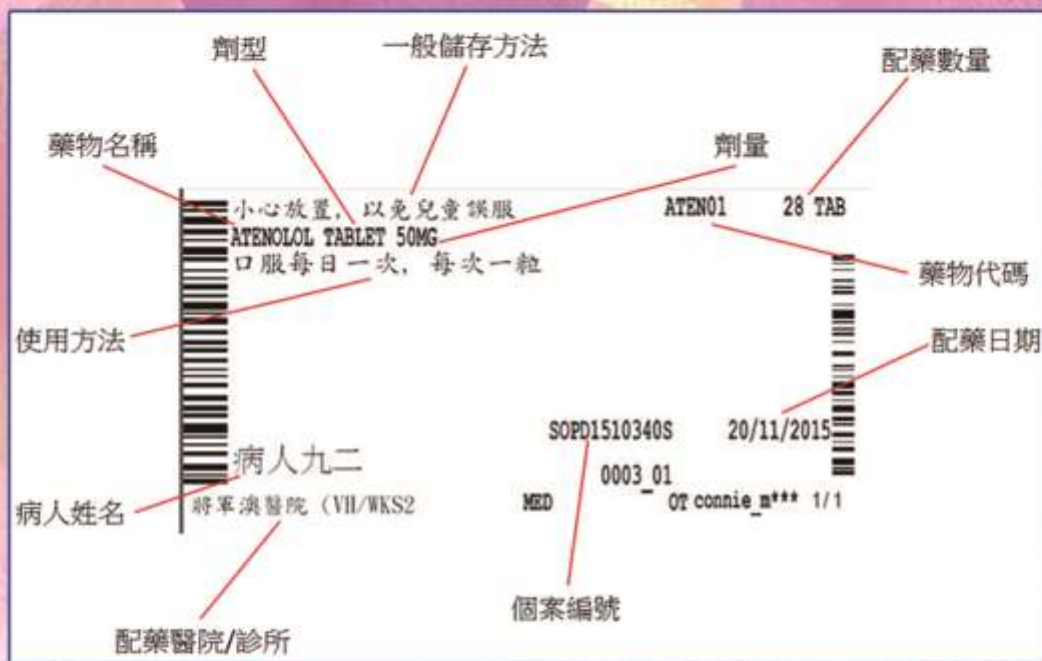 劑型 一般儲存方法 配藥數量
藥物名稱 劑量
小心放置, 以免兒童誤服 ATEN01 28 TAB
ATENOLOL TABLET 50MG
口服每日一次, 每次一粒
藥物代碼
使用方法 配藥日期
SOPD1510340S 20/11/2015
病人九二
0003_01
病人姓名 將軍澳醫院 (VH/WKS2 MED OT connie_m*** 1/1
個案編號
配藥醫院/診所